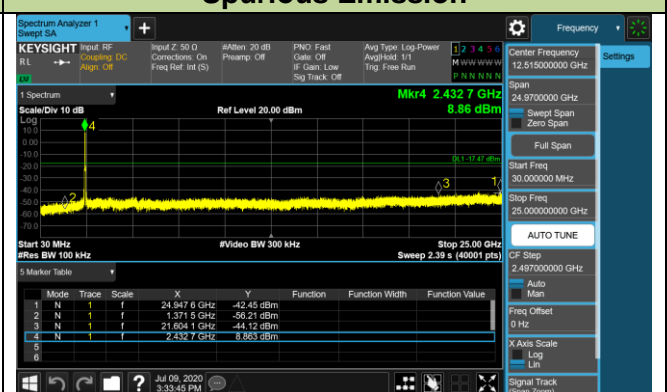 Spurious Emission
Spectrum Analyzer 1
Swept SA
+
Frequency
KEYSIGHT
RL
LNI
Input: RF
Coupling: DC
Align: Off
Input Z: 50 Ω
Corrections: On
Freq Ref: Int (S)
#Atten: 20 dB
Preamp: Off
PNO: Fast
Gate: Off
IF Gain: Low
Sig Track: Off
Avg Type: Log-Power
Avg|Hold: 1/1
Trig: Free Run
1 2 3 4 5 6
M W W W W W
P N N N N N
Center Frequency
12.515000000 GHz
Settings
Span
24.9700000 GHz
Swept Span
Zero Span
Full Span
Start Freq
30.000000 MHz
Stop Freq
25.000000000 GHz
AUTO TUNE
CF Step
2.497000000 GHz
Auto
Man
Freq Offset
0 Hz
X Axis Scale
Log
Lin
Signal Track
(Span Zoom)
1 Spectrum
Scale/Div 10 dB
Ref Level 20.00 dBm
Mkr4 2.432 7 GHz
8.86 dBm
Log
10.0
0.00
-10.0
-20.0
-30.0
-40.0
-50.0
-60.0
-70.0
4
DL1 -17.47 dBm
2
3
1
Start 30 MHz
#Video BW 300 kHz
Stop 25.00 GHz
#Res BW 100 kHz
Sweep 2.39 s (40001 pts)
5 Marker Table
Mode Trace Scale X Y Function Function Width Function Value
1 N 1 f 24.947 6 GHz -42.45 dBm
2 N 1 f 1.371 5 GHz -56.21 dBm
3 N 1 f 21.604 1 GHz -44.12 dBm
4 N 1 f 2.432 7 GHz 8.863 dBm
5
6
?
Jul 09, 2020
3:33:45 PM